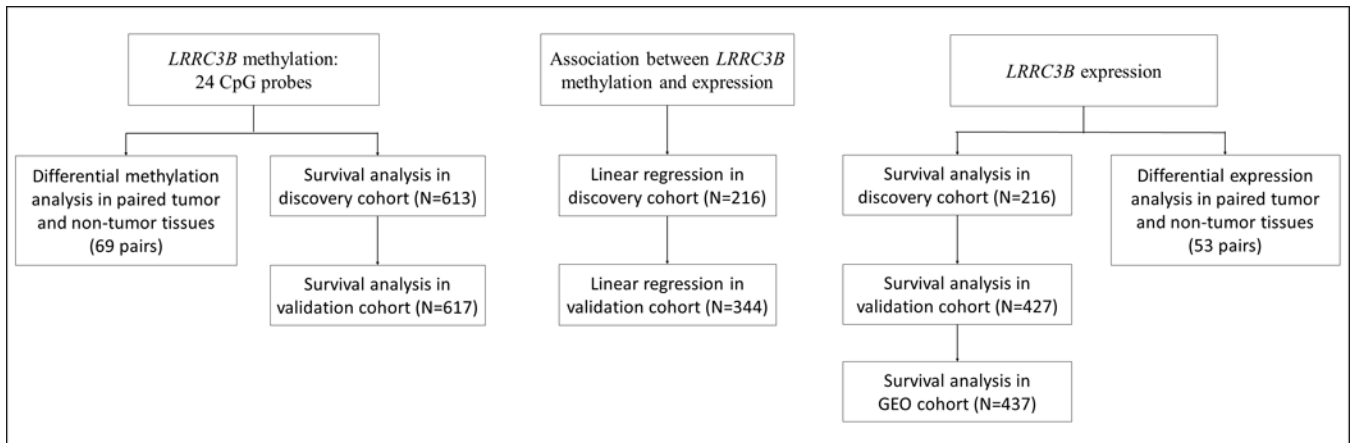 LRRC3B methylation:
24 CpG probes
Differential methylation
analysis in paired tumor
and non-tumor tissues
(69 pairs)
Survival analysis in
discovery cohort (N=613)
Survival analysis in
validation cohort (N=617)
Association between LRRC3B
methylation and expression
Linear regression in
discovery cohort (N=216)
Linear regression in
validation cohort (N=344)
LRRC3B expression
Survival analysis in
discovery cohort (N=216)
Survival analysis in
validation cohort (N=427)
Survival analysis in
GEO cohort (N=437)
Differential expression
analysis in paired tumor
and non-tumor tissues
(53 pairs)